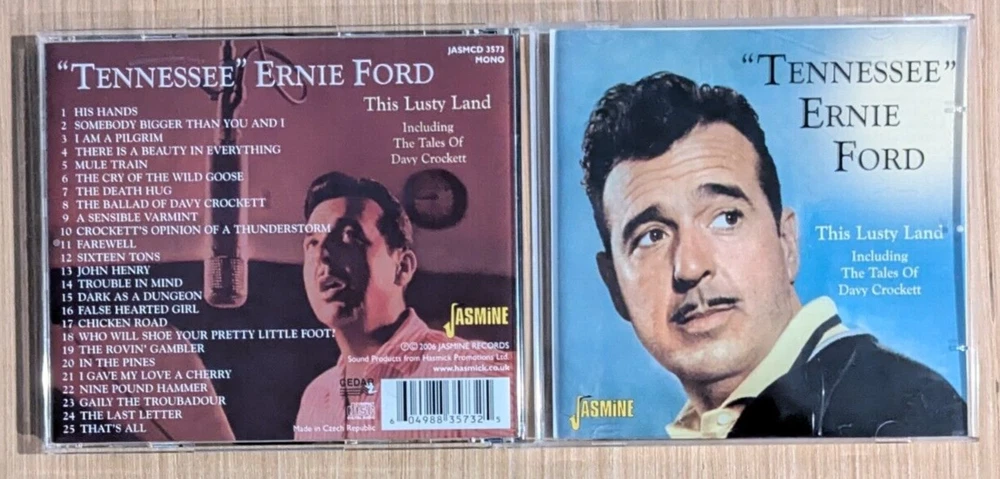 JASMCD 3573
MONO
"TENNESSEE" ERNIE FORD
This Lusty Land
Including
The Tales Of
Davy Crockett
1 HIS HANDS
2 SOMEBODY BIGGER THAN YOU AND I
3 I AM A PILGRIM
4 THERE IS A BEAUTY IN EVERYTHING
5 MULE TRAIN
6 THE CRY OF THE WILD GOOSE
7 THE DEATH HUG
8 THE BALLAD OF DAVY CROCKETT
9 A SENSIBLE VARMINT
10 CROCKETT'S OPINION OF A THUNDERSTORM
11 FAREWELL
12 SIXTEEN TONS
13 JOHN HENRY
14 TROUBLE IN MIND
15 DARK AS A DUNGEON
16 FALSE HEARTED GIRL
17 CHICKEN ROAD
18 WHO WILL SHOE YOUR PRETTY LITTLE FOOT?
19 THE ROVIN' GAMBLER
20 IN THE PINES
21 I GAVE MY LOVE A CHERRY
22 NINE POUND HAMMER
23 GAILY THE TROUBADOUR
24 THE LAST LETTER
25 THAT'S ALL
JASMiNE
℗© 2006 JASMINE RECORDS
Sound Products from Hasmick Promotions Ltd.
www.hasmick.co.uk
CEDAR
6 04988 35732 5
Made in Czech Republic
"TENNESSEE"
ERNIE
FORD
This Lusty Land
Including
The Tales Of
Davy Crockett
JASMiNE